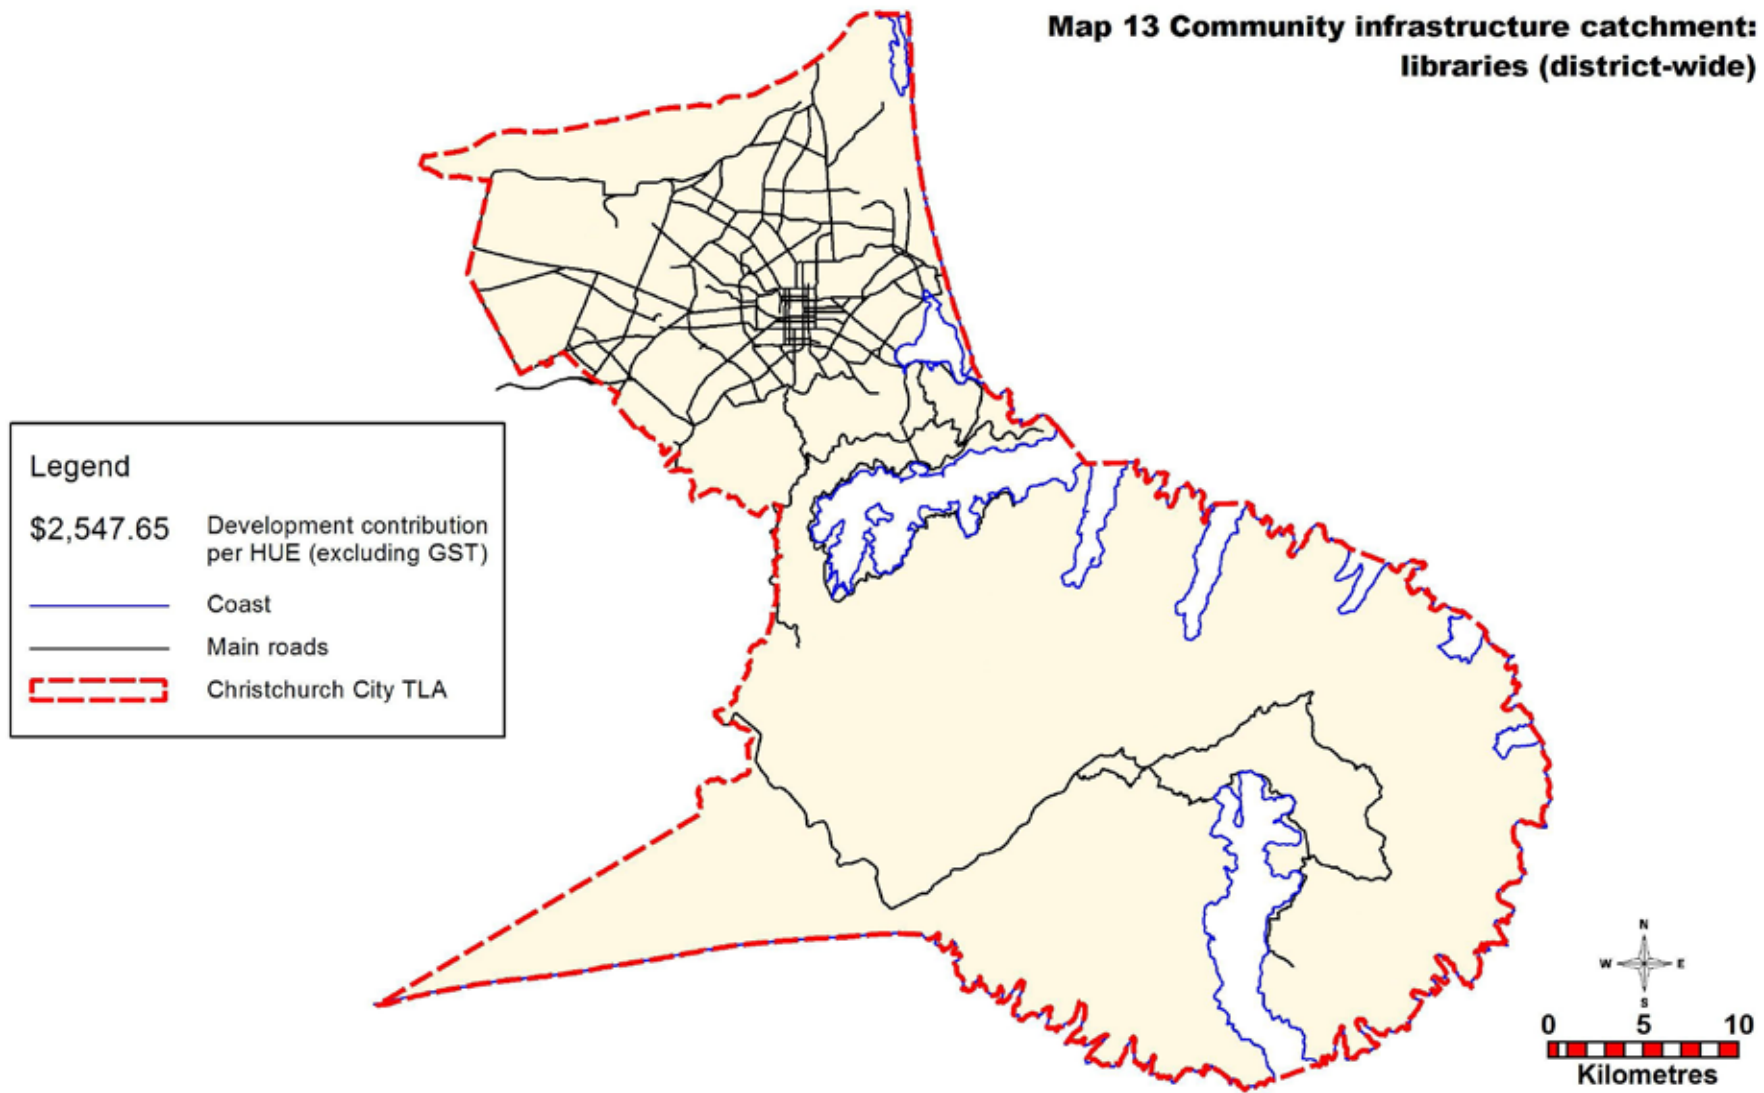 Map 13 Community infrastructure catchment:
libraries (district-wide)
Legend
$2,547.65 Development contribution
per HUE (excluding GST)
Coast
Main roads
Christchurch City TLA
N
W E
S
0 5 10
Kilometres